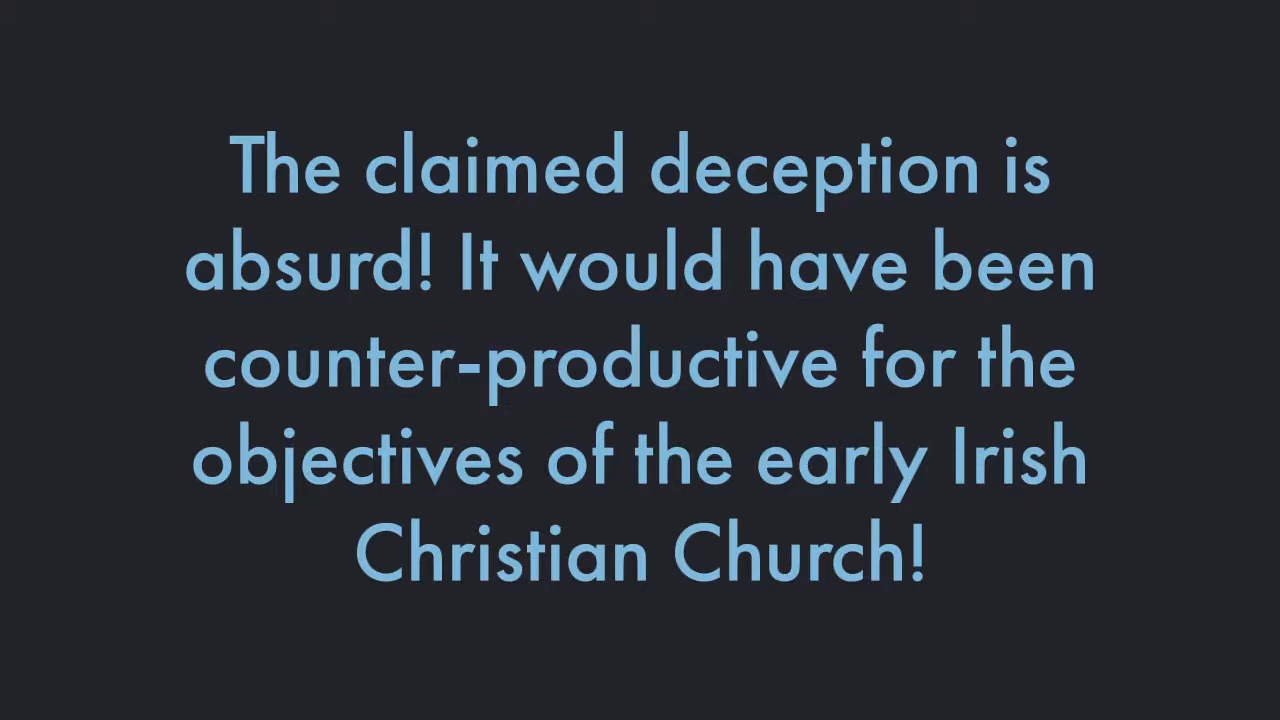 The claimed deception is
absurd! It would have been
counter-productive for the
objectives of the early Irish
Christian Church!